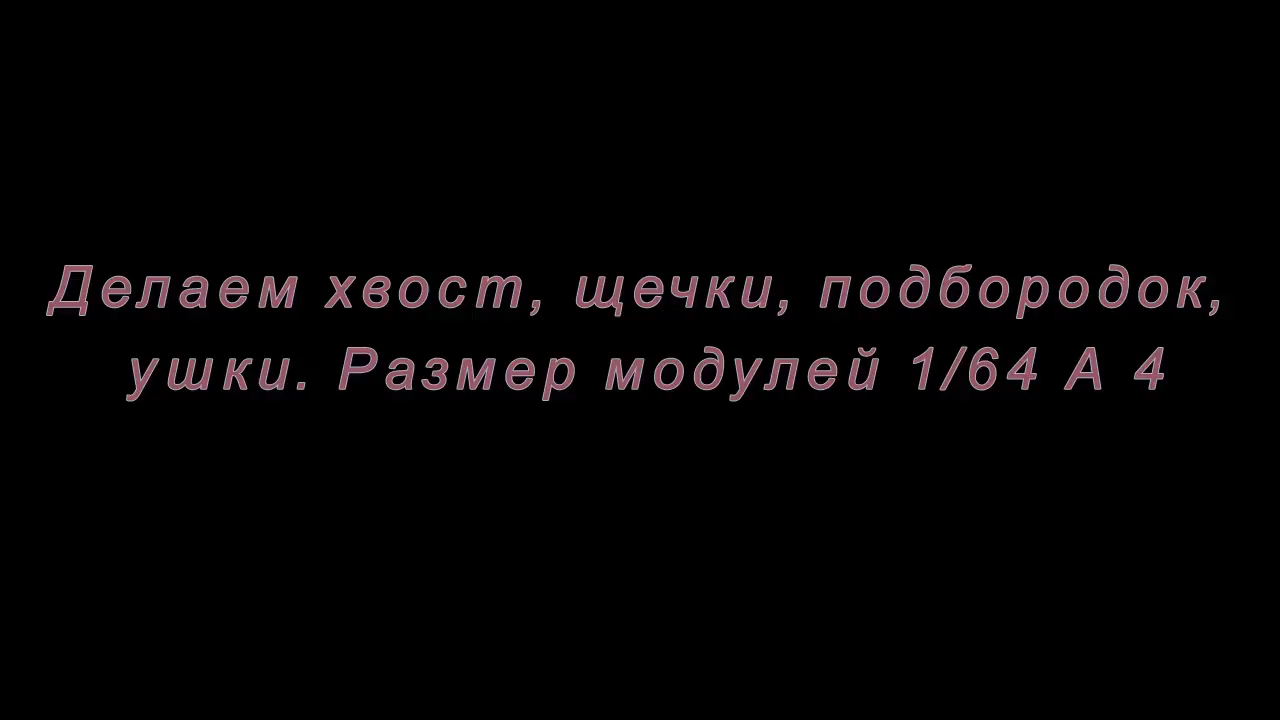 Делаем хвост, щечки, подбородок,
ушки. Размер модулей 1/64 А 4